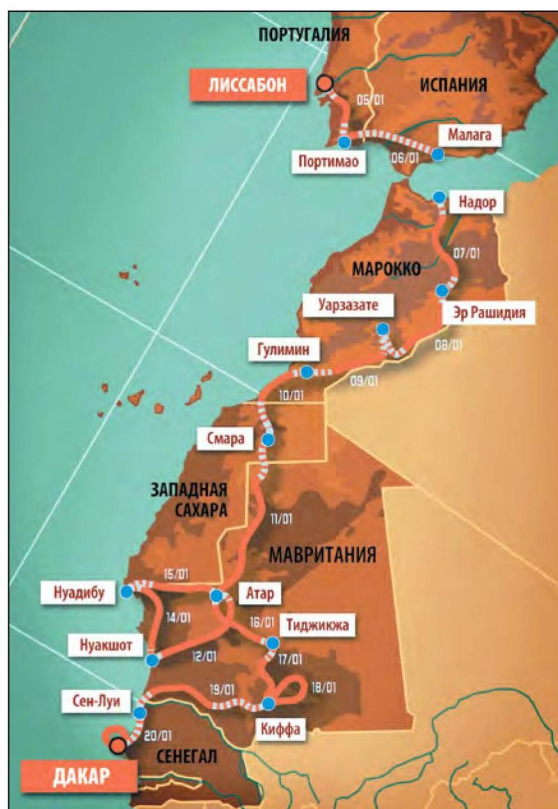 ПОРТУГАЛИЯ
ЛИССАБОН
ИСПАНИЯ
05/01
Портимао
06/01
Малага
Надор
07/01
МАРОККО
Уарзазате
Эр Рашидия
08/01
Гулимин
09/01
10/01
Смара
ЗАПАДНАЯ
САХАРА
11/01
МАВРИТАНИЯ
15/01
Нуадибу
Атар
14/01
16/01
Тиджикжа
Нуакшот
12/01
17/01
Сен-Луи
19/01
18/01
Киффа
20/01
СЕНЕГАЛ
ДАКАР